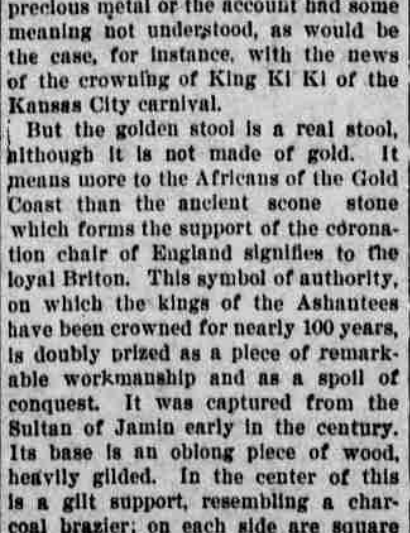 precious metal or the account had some
meaning not understood, as would be
the case, for instance, with the news
of the crowning of King Ki Ki of the
Kansas City carnival.
But the golden stool is a real stool,
although it is not made of gold. It
means more to the Africans of the Gold
Coast than the ancient scone stone
which forms the support of the corona-
tion chair of England signifies to the
loyal Briton. This symbol of authority,
on which the kings of the Ashantees
have been crowned for nearly 100 years,
is doubly prized as a piece of remark-
able workmanship and as a spoil of
conquest. It was captured from the
Sultan of Jamin early in the century.
Its base is an oblong piece of wood,
heavily gilded. In the center of this
is a gilt support, resembling a char-
coal brazier; on each side are square